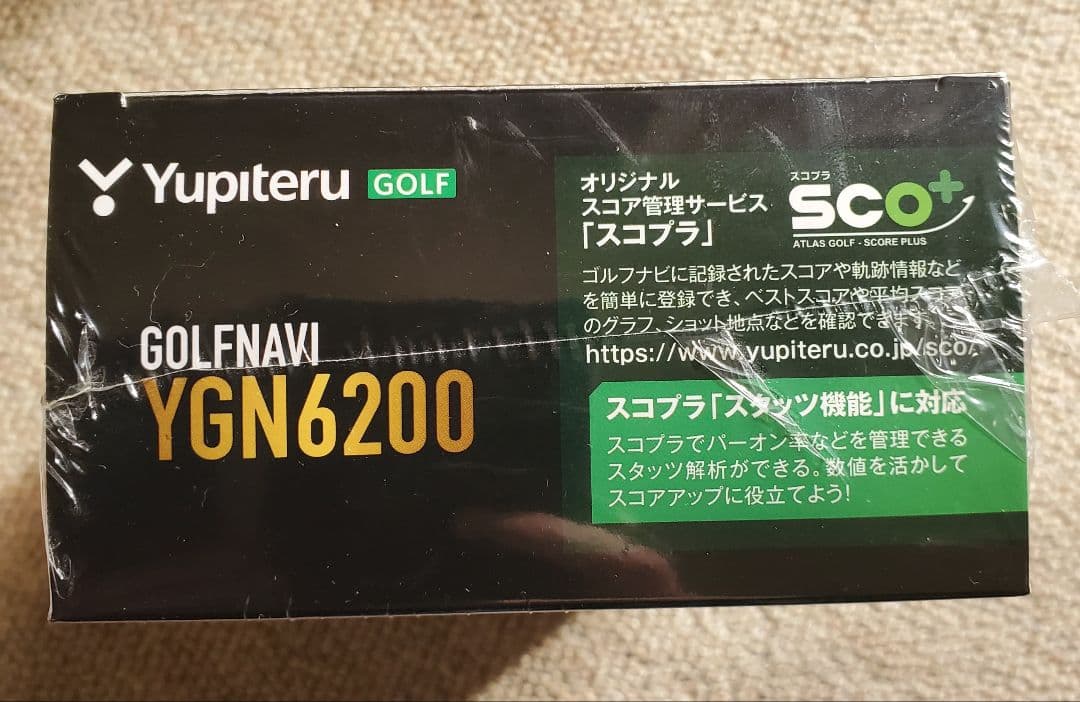 Yupiteru GOLF
GOLFNAVI
YGN6200
オリジナル
スコア管理サービス
「スコプラ」
スコプラ
SCO+
ATLAS GOLF - SCORE PLUS
ゴルフナビに記録されたスコアや軌跡情報など
を簡単に登録でき、ベストスコアや平均スコア
のグラフ、ショット地点などを確認できます。
https://www.yupiteru.co.jp/sco/
スコプラ「スタッツ機能」に対応
スコプラでパーオン率などを管理できる
スタッツ解析ができる。数値を活かして
スコアアップに役立てよう!